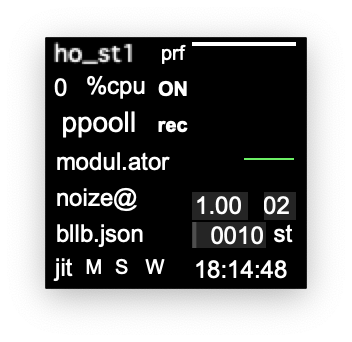 ho_st1 prf
0 %cpu ON
ppooll rec
modul.ator
noize@ 1.00 02
bllb.json 0010 st
jit M S W 18:14:48